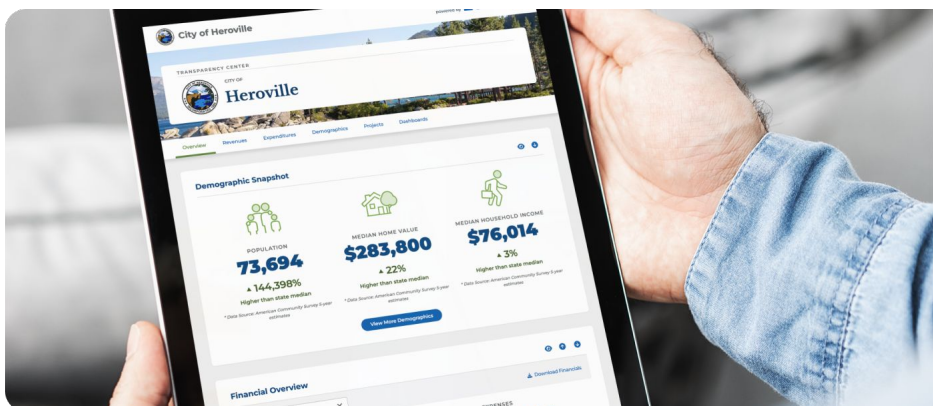 City of Heroville
powered by
TRANSPARENCY CENTER
CITY OF
Heroville
Overview Revenues Expenditures Demographics Projects Dashboards
Demographic Snapshot
POPULATION
73,694
▲ 144,398%
Higher than state median
* Data Source: American Community Survey 5-year
estimates
MEDIAN HOME VALUE
$283,800
▲ 22%
Higher than state median
* Data Source: American Community Survey 5-year
estimates
MEDIAN HOUSEHOLD INCOME
$76,014
▲ 3%
Higher than state median
* Data Source: American Community Survey 5-year
estimates
View More Demographics
Financial Overview
Download Financials